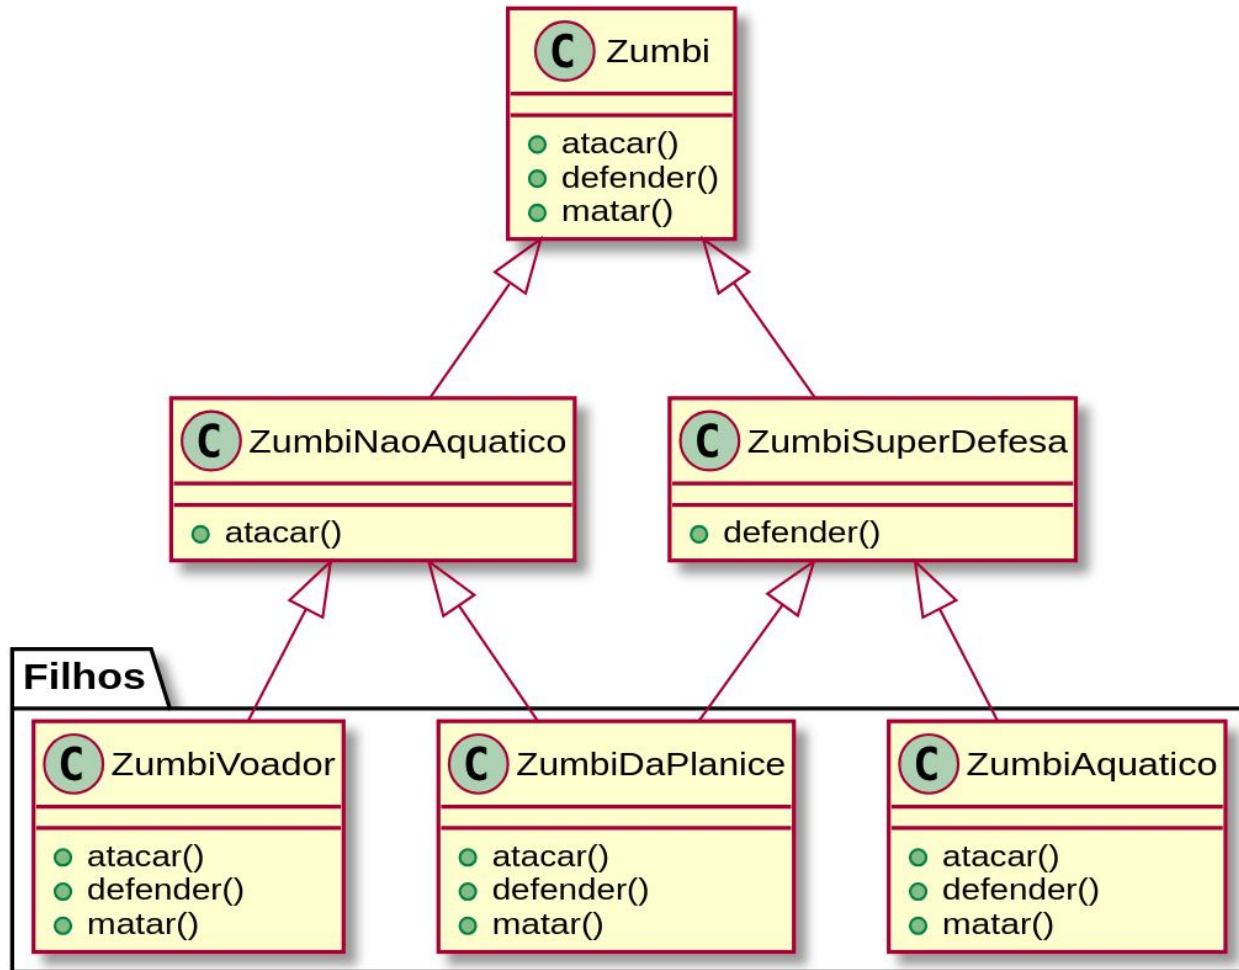 C Zumbi
atacar()
defender()
matar()
C ZumbiNaoAquatico
atacar()
C ZumbiSuperDefesa
defender()
Filhos
C ZumbiVoador
atacar()
defender()
matar()
C ZumbiDaPlanice
atacar()
defender()
matar()
C ZumbiAquatico
atacar()
defender()
matar()